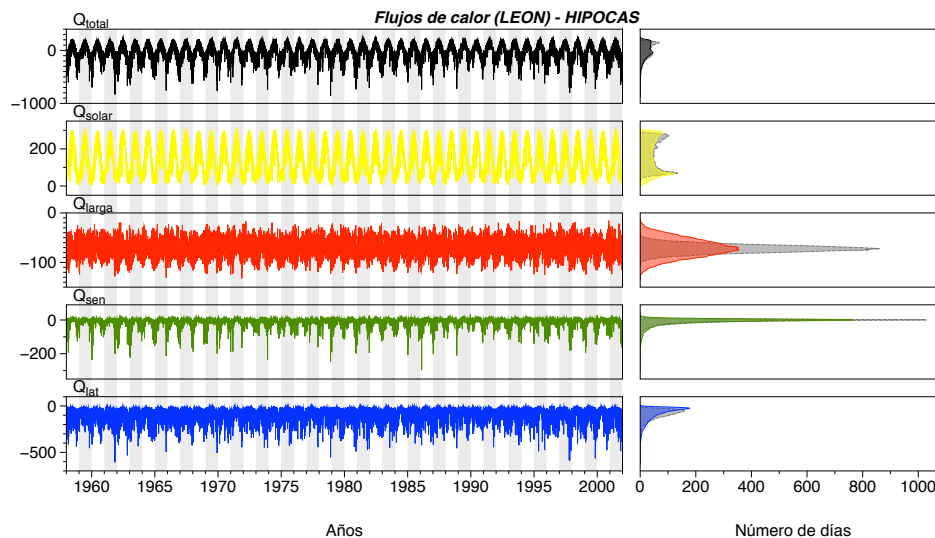 Flujos de calor (LEON) - HIPOCAS
Qtotal
0
−1000
Qsolar
200
0
Qlarga
0
−100
Qsen
0
−200
Qlat
0
−500
1960 1965 1970 1975 1980 1985 1990 1995 2000
0 200 400 600 800 1000
Años
Número de días